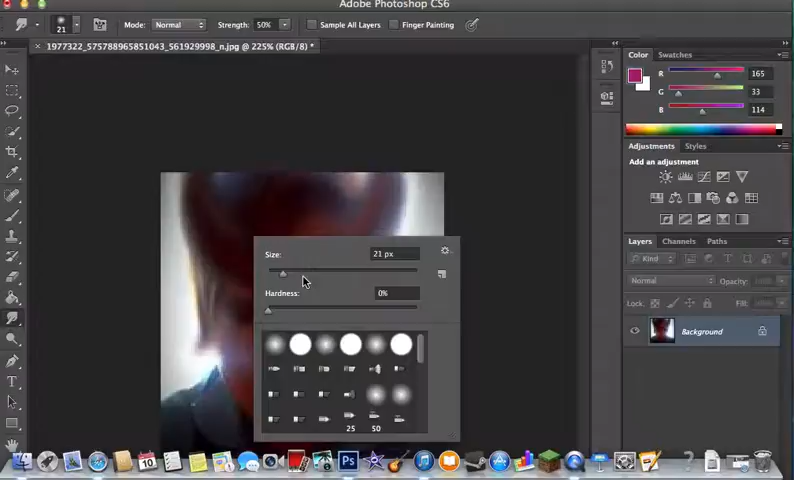 Adobe Photoshop CS6
21 Mode: Normal Strength: 50% Sample All Layers Finger Painting
1977322_575788965851043_561929998_n.jpg @ 225% (RGB/8) *
Color Swatches
R 165
G 33
B 114
Adjustments Styles
Add an adjustment
Size: 21 px
Hardness: 0%
25 50
Layers Channels Paths
Kind
Normal Opacity:
Lock: Fill:
Background
T
10
Ps